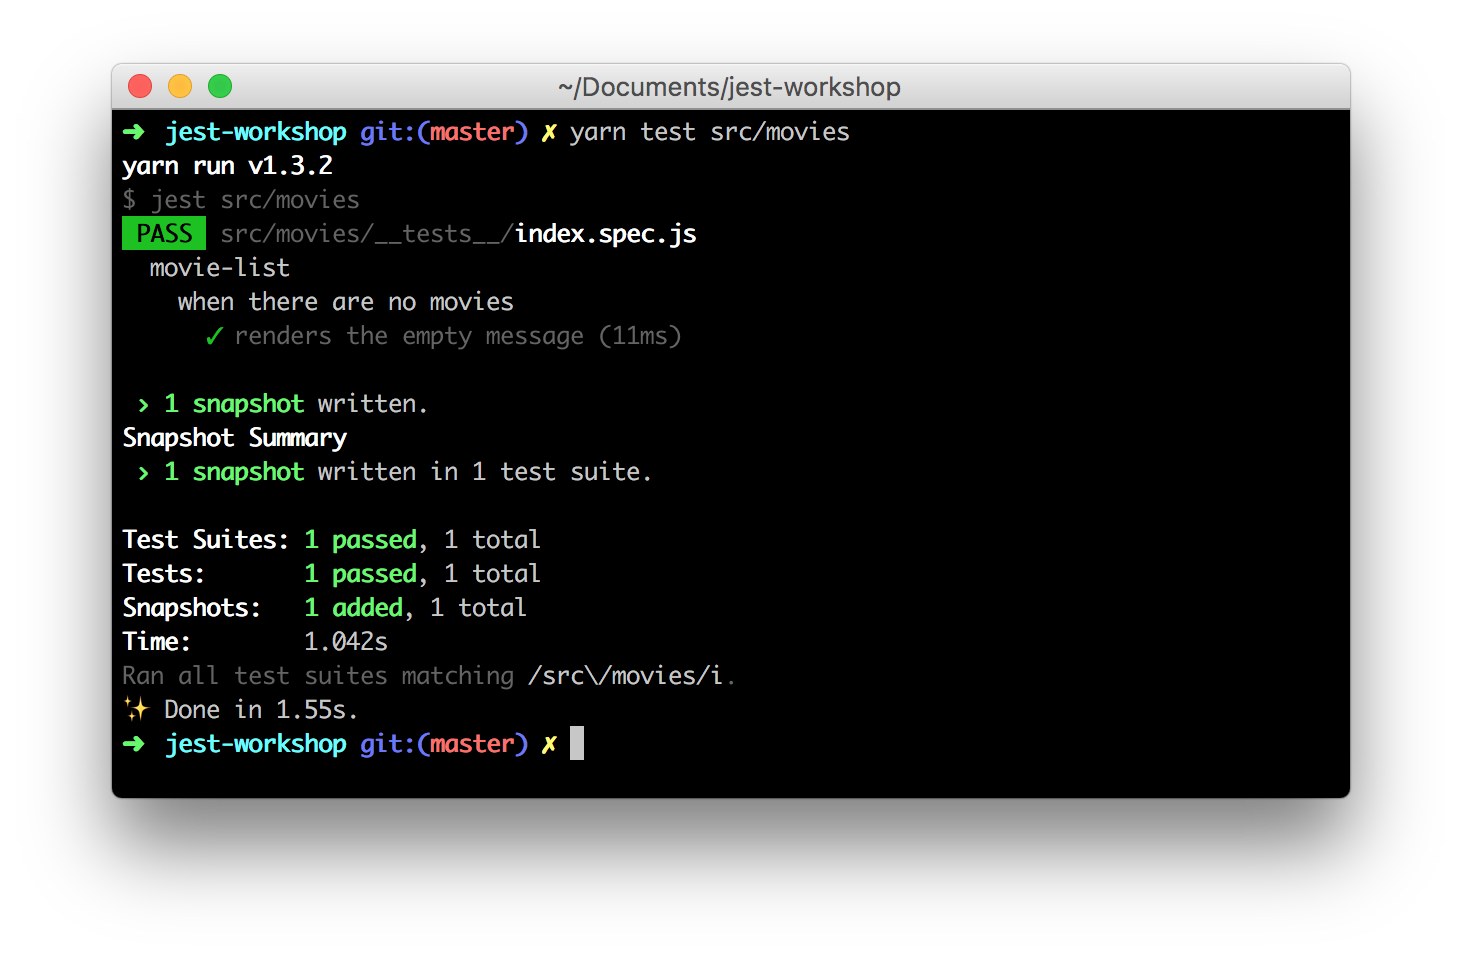 ~/Documents/jest-workshop
➜ jest-workshop git:(master) ✗ yarn test src/movies
yarn run v1.3.2
$ jest src/movies
PASS src/movies/__tests__/index.spec.js
movie-list
when there are no movies
✓ renders the empty message (11ms)
› 1 snapshot written.
Snapshot Summary
› 1 snapshot written in 1 test suite.
Test Suites: 1 passed, 1 total
Tests: 1 passed, 1 total
Snapshots: 1 added, 1 total
Time: 1.042s
Ran all test suites matching /src\/movies/i.
✨ Done in 1.55s.
➜ jest-workshop git:(master) ✗